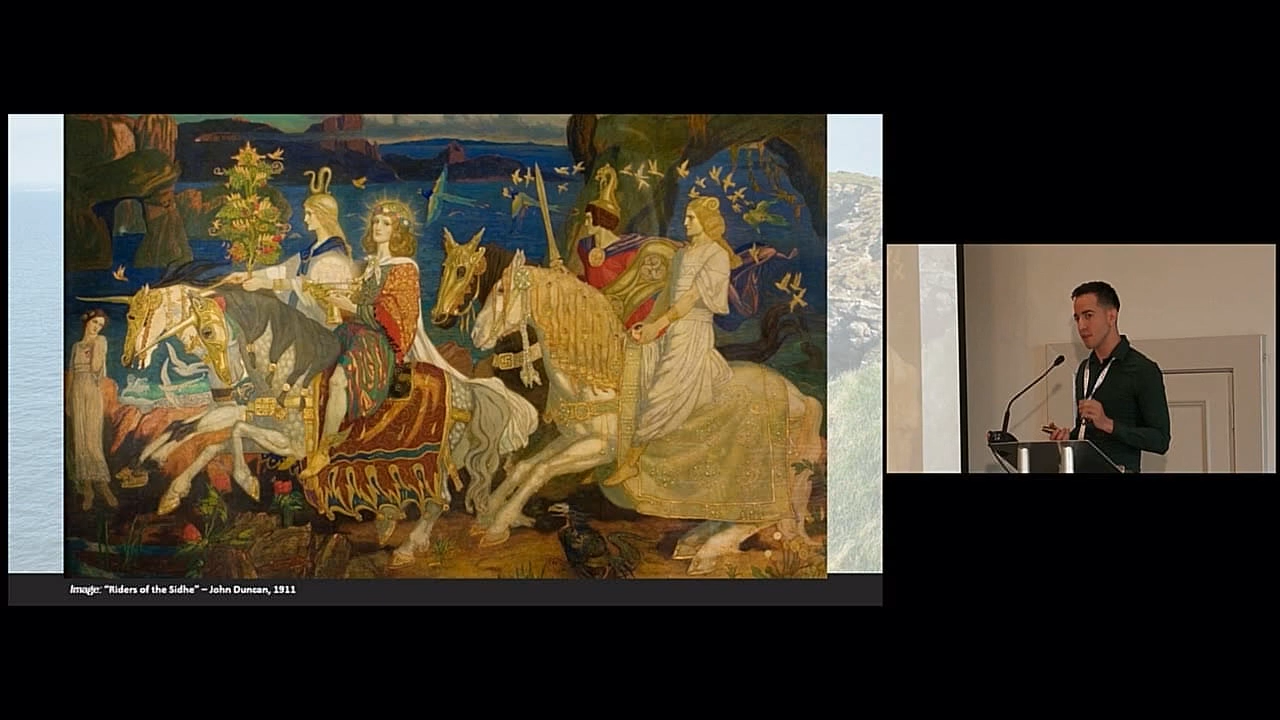 Image: “Riders of the Sidhe” – John Duncan, 1911